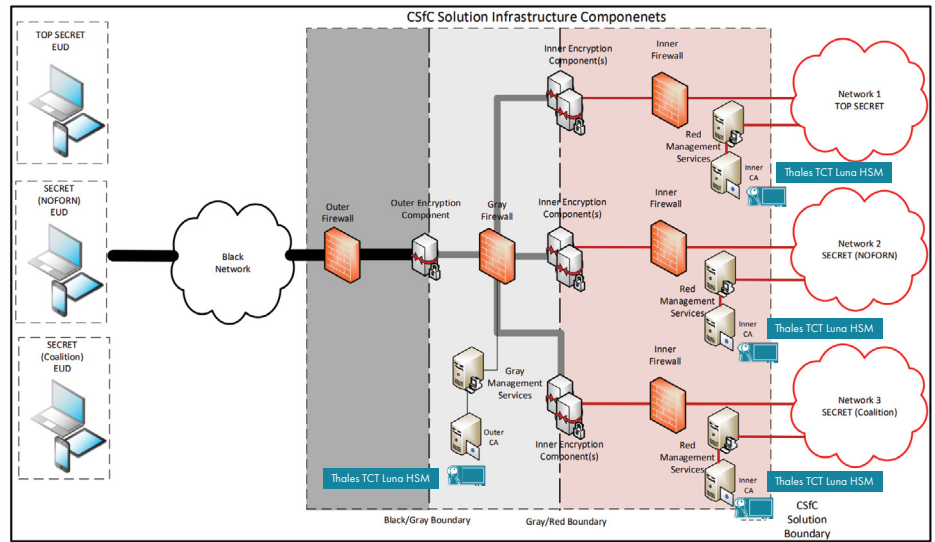 CSfC Solution Infrastructure Componenets
TOP SECRET
EUD
SECRET
(NOFORN)
EUD
SECRET
(Coalition)
EUD
Black
Network
Outer
Firewall
Outer Encryption
Component
Gray
Firewall
Inner Encryption
Component(s)
Inner
Firewall
Red
Management
Services
Inner
CA
Thales TCT Luna HSM
Network 1
TOP SECRET
Inner Encryption
Component(s)
Inner
Firewall
Red
Management
Services
Inner
CA
Thales TCT Luna HSM
Network 2
SECRET (NOFORN)
Gray
Management
Services
Outer
CA
Thales TCT Luna HSM
Inner Encryption
Component(s)
Inner
Firewall
Red
Management
Services
Inner
CA
Thales TCT Luna HSM
Network 3
SECRET (Coalition)
Black/Gray Boundary
Gray/Red Boundary
CSfC
Solution
Boundary